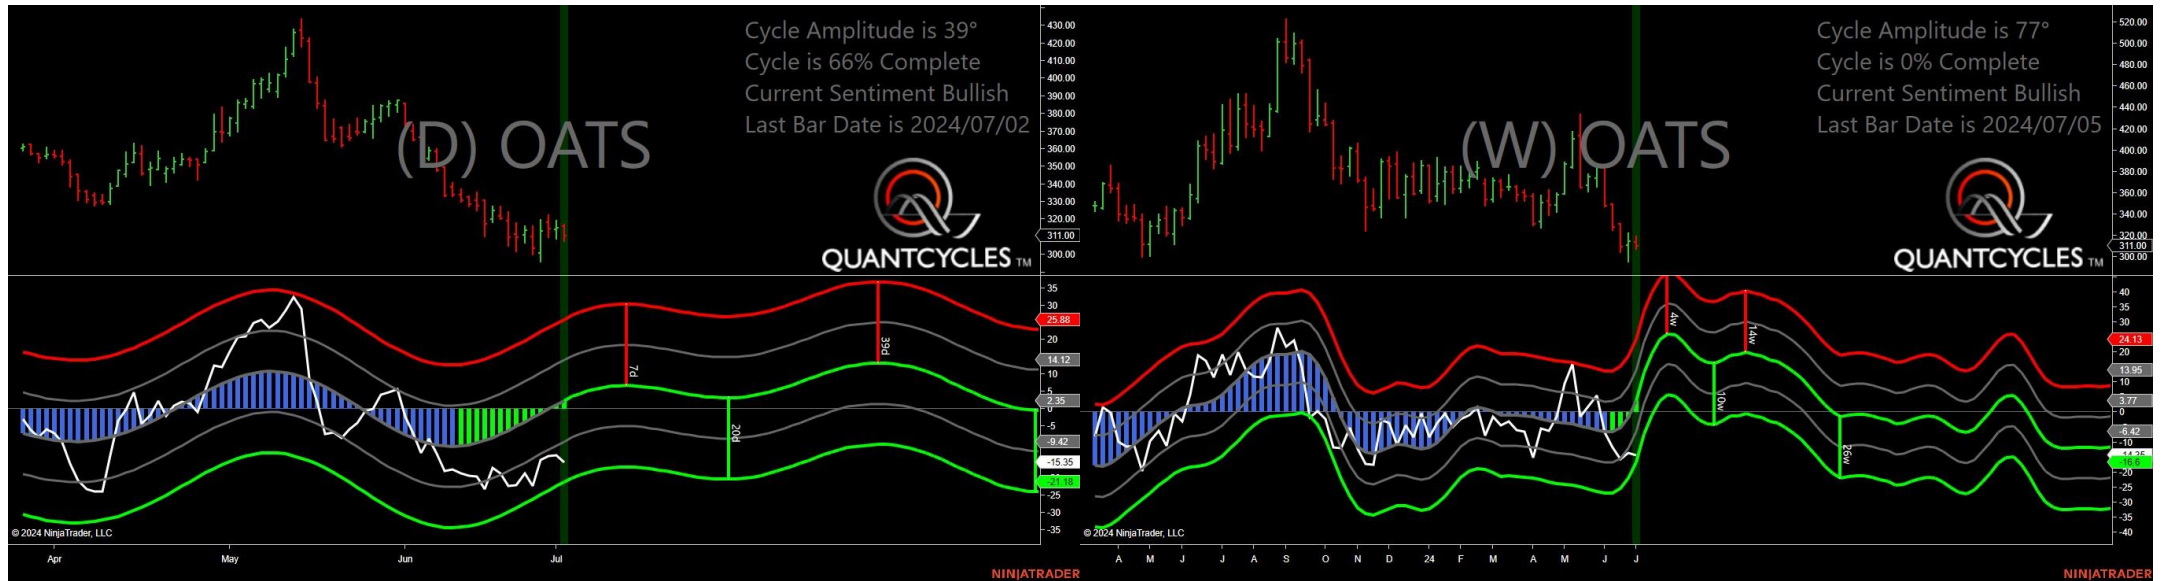 Cycle Amplitude is 39°
Cycle is 66% Complete
Current Sentiment Bullish
Last Bar Date is 2024/07/02
(D) OATS
QUANTCYCLES TM
430.00
420.00
410.00
400.00
390.00
380.00
370.00
360.00
350.00
340.00
330.00
320.00
311.00
300.00
35
30
25.88
20
14.12
10
5
2.35
0
-5
-9.42
-15.35
-21.18
-25
-30
-35
7d
20d
39d
© 2024 NinjaTrader, LLC
Apr
May
Jun
Jul
NINJATRADER
Cycle Amplitude is 77°
Cycle is 0% Complete
Current Sentiment Bullish
Last Bar Date is 2024/07/05
(W) OATS
QUANTCYCLES TM
520.00
500.00
480.00
460.00
440.00
420.00
400.00
380.00
360.00
340.00
320.00
311.00
300.00
40
35
30
24.13
20
13.95
10
3.77
0
-6.42
-10
-16.6
-20
-25
-30
-35
-40
4w
14w
10w
26w
© 2024 NinjaTrader, LLC
A M J J A S O N D 24 F M A M J J
NINJATRADER